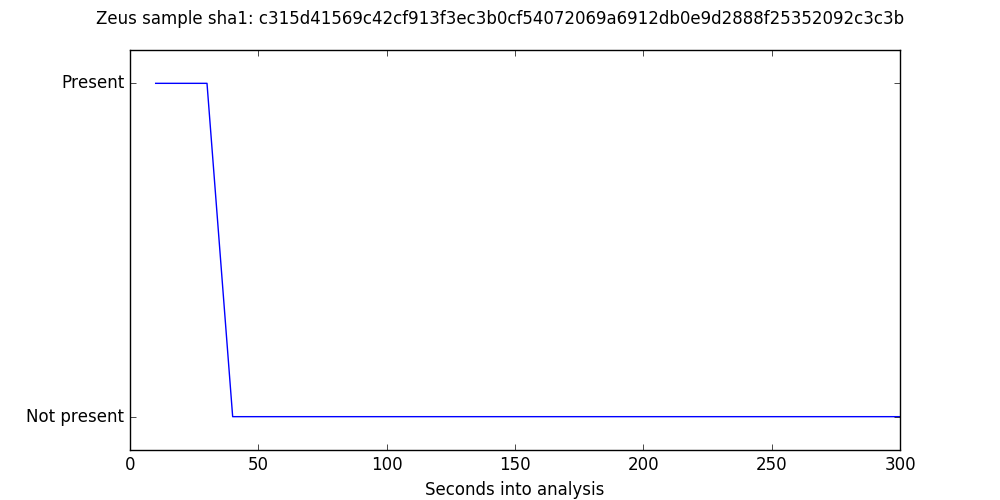 Zeus sample sha1: c315d41569c42cf913f3ec3b0cf54072069a6912db0e9d2888f25352092c3c3b
Present
Not present
0 50 100 150 200 250 300
Seconds into analysis